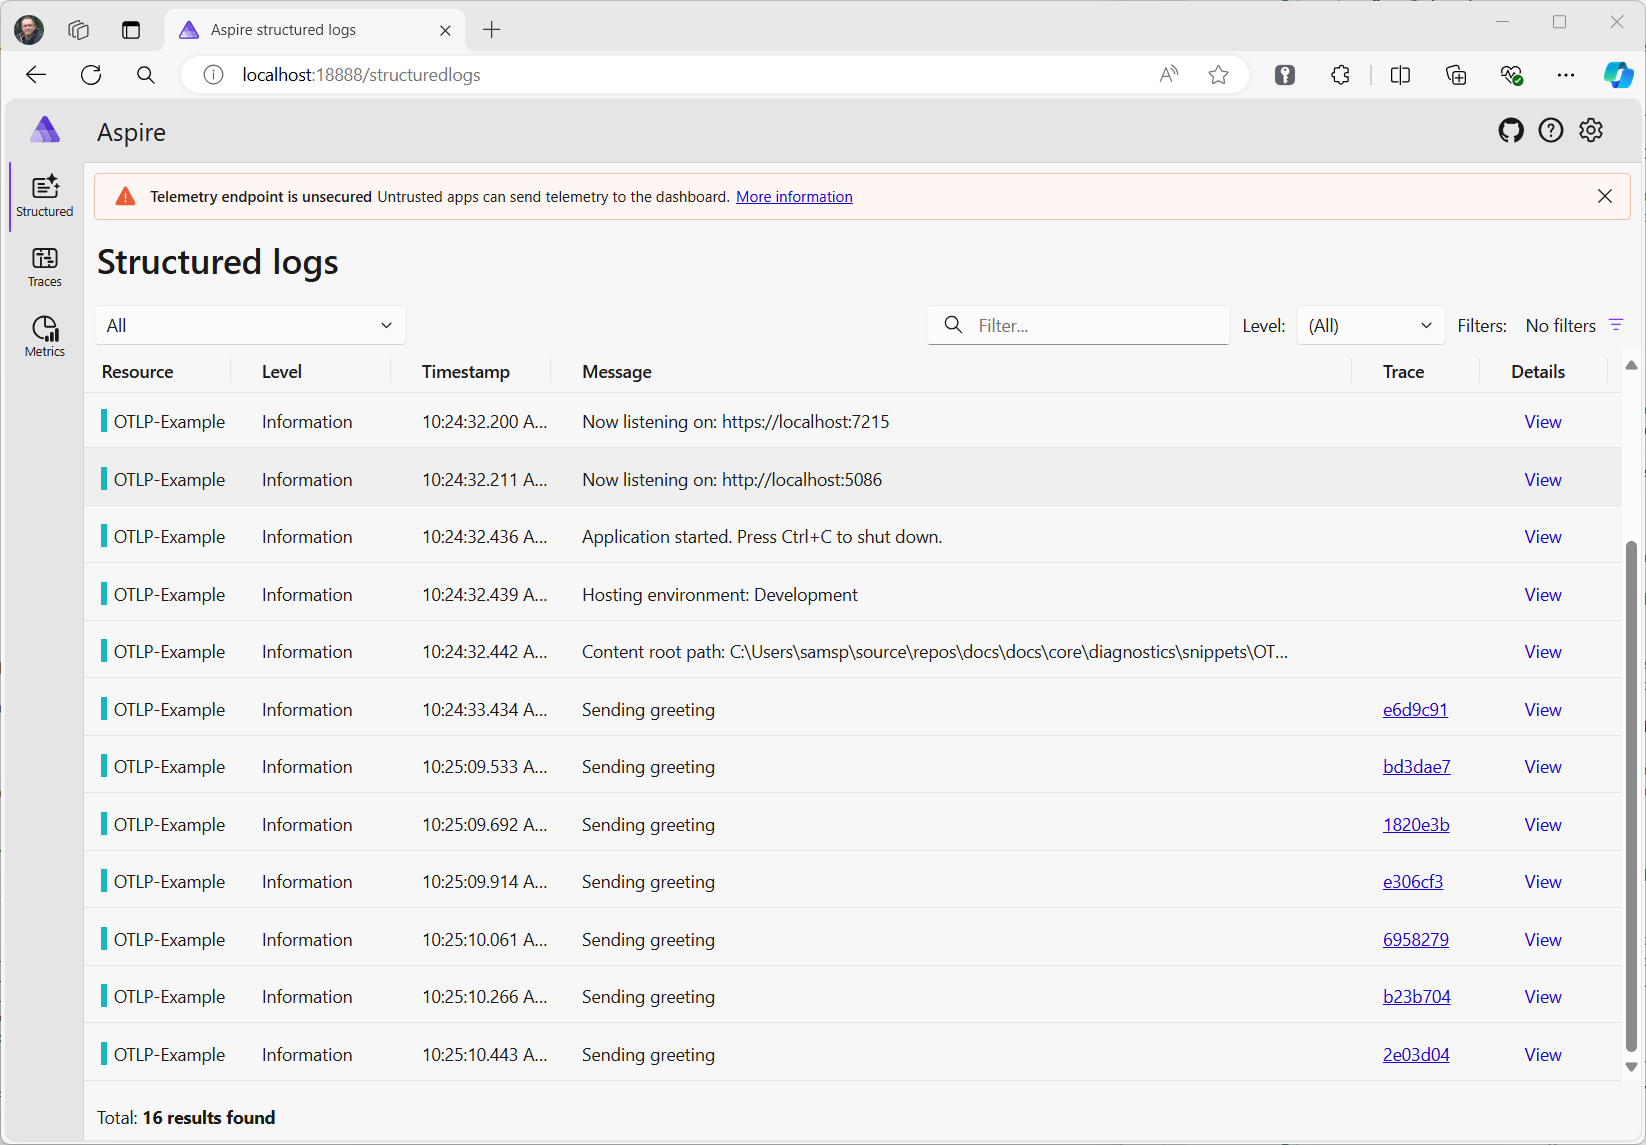 Aspire structured logs
localhost:18888/structuredlogs
Aspire
Telemetry endpoint is unsecured Untrusted apps can send telemetry to the dashboard. More information
Structured
Traces
Metrics
Structured logs
All Filter... Level: (All) Filters: No filters
Resource Level Timestamp Message Trace Details
OTLP-Example Information 10:24:32.200 A... Now listening on: https://localhost:7215 View
OTLP-Example Information 10:24:32.211 A... Now listening on: http://localhost:5086 View
OTLP-Example Information 10:24:32.436 A... Application started. Press Ctrl+C to shut down. View
OTLP-Example Information 10:24:32.439 A... Hosting environment: Development View
OTLP-Example Information 10:24:32.442 A... Content root path: C:\Users\samsp\source\repos\docs\docs\core\diagnostics\snippets\OT... View
OTLP-Example Information 10:24:33.434 A... Sending greeting e6d9c91 View
OTLP-Example Information 10:25:09.533 A... Sending greeting bd3dae7 View
OTLP-Example Information 10:25:09.692 A... Sending greeting 1820e3b View
OTLP-Example Information 10:25:09.914 A... Sending greeting e306cf3 View
OTLP-Example Information 10:25:10.061 A... Sending greeting 6958279 View
OTLP-Example Information 10:25:10.266 A... Sending greeting b23b704 View
OTLP-Example Information 10:25:10.443 A... Sending greeting 2e03d04 View
Total: 16 results found